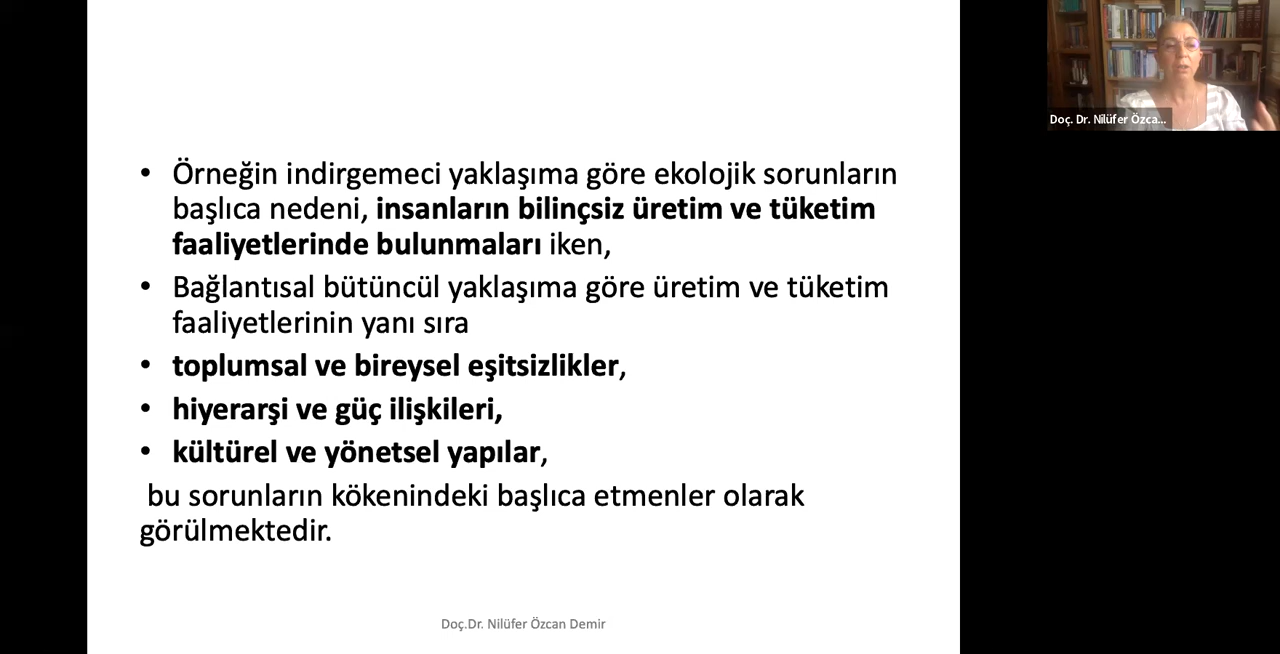 • Örneğin indirgemeci yaklaşıma göre ekolojik sorunların
başlıca nedeni, insanların bilinçsiz üretim ve tüketim
faaliyetlerinde bulunmaları iken,
• Bağlantısal bütüncül yaklaşıma göre üretim ve tüketim
faaliyetlerinin yanı sıra
• toplumsal ve bireysel eşitsizlikler,
• hiyerarşi ve güç ilişkileri,
• kültürel ve yönetsel yapılar,
bu sorunların kökenindeki başlıca etmenler olarak
görülmektedir.
Doç.Dr. Nilüfer Özcan Demir
Doç. Dr. Nilüfer Özca...